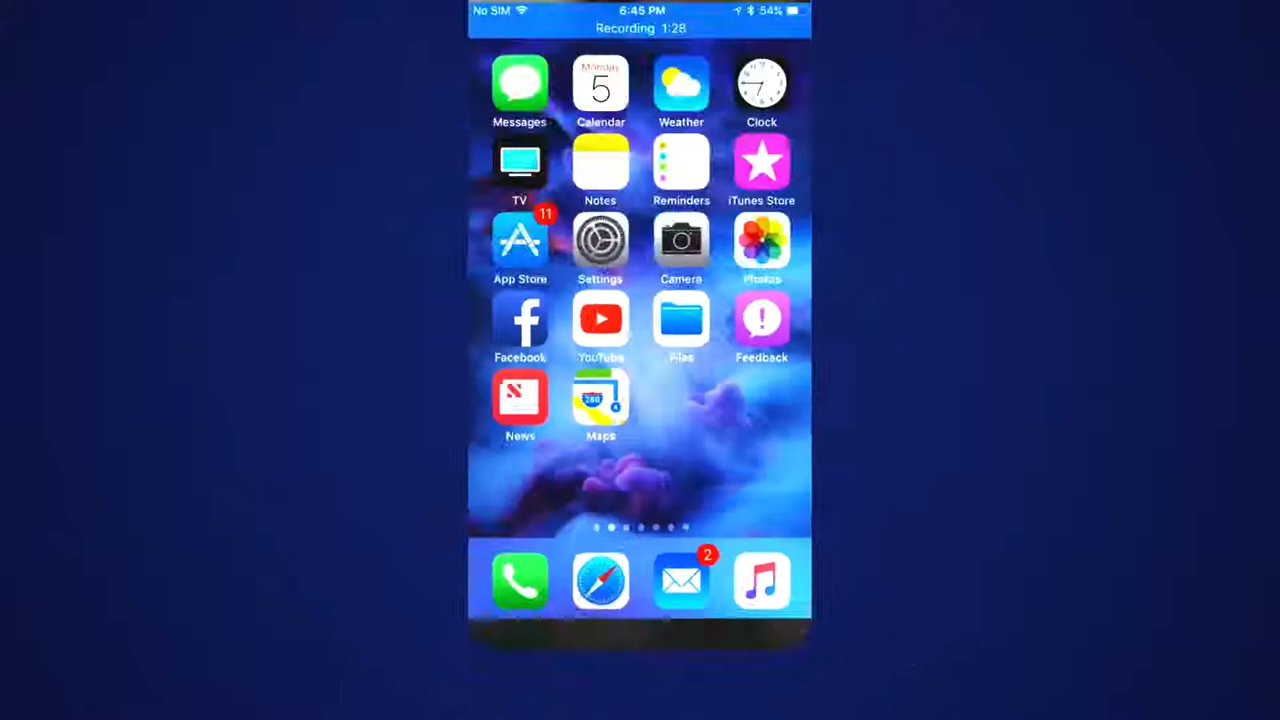 No SIM 6:45 PM 54%
Recording 1:28
Monday
5
Messages Calendar Weather Clock
TV Notes Reminders iTunes Store
11
App Store Settings Camera Photos
Facebook YouTube Files Feedback
280
News Maps
2